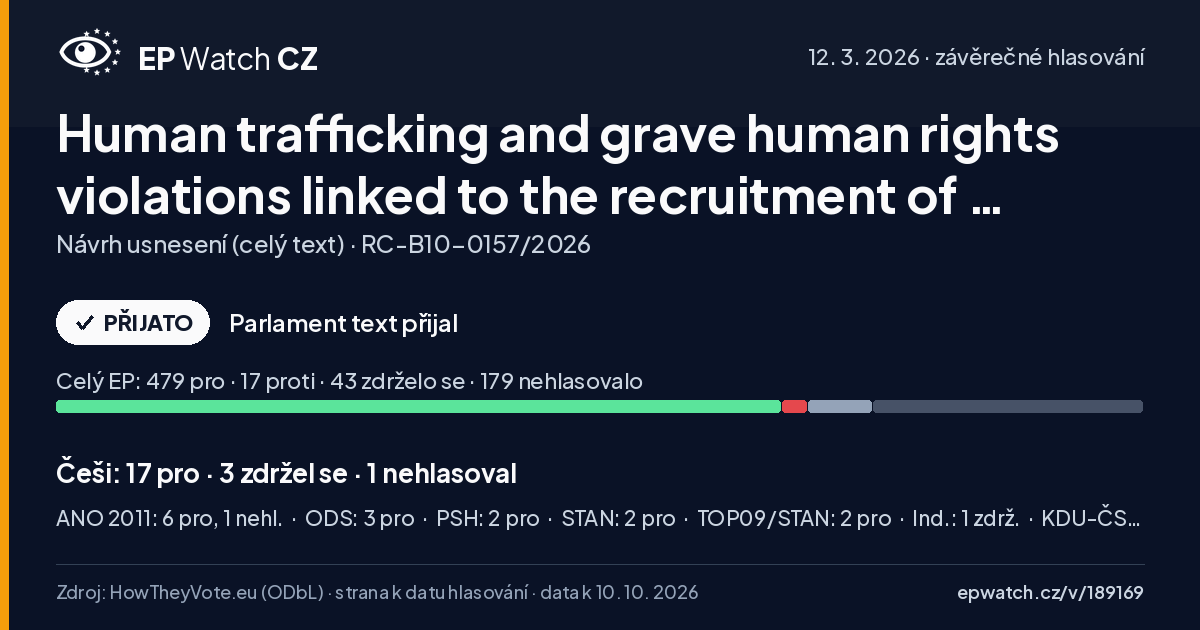 EP Watch CZ
12. 3. 2026 · závěrečné hlasování
Human trafficking and grave human rights
violations linked to the recruitment of …
Návrh usnesení (celý text) · RC-B10-0157/2026
✓ PŘIJATO
Parlament text přijal
Celý EP: 479 pro · 17 proti · 43 zdrželo se · 179 nehlasovalo
Češi: 17 pro · 3 zdržel se · 1 nehlasoval
ANO 2011: 6 pro, 1 nehl. · ODS: 3 pro · PSH: 2 pro · STAN: 2 pro · TOP09/STAN: 2 pro · Ind.: 1 zdrž. · KDU-ČS…
Zdroj: HowTheyVote.eu (ODbL) · strana k datu hlasování · data k 10. 10. 2026
epwatch.cz/v/189169